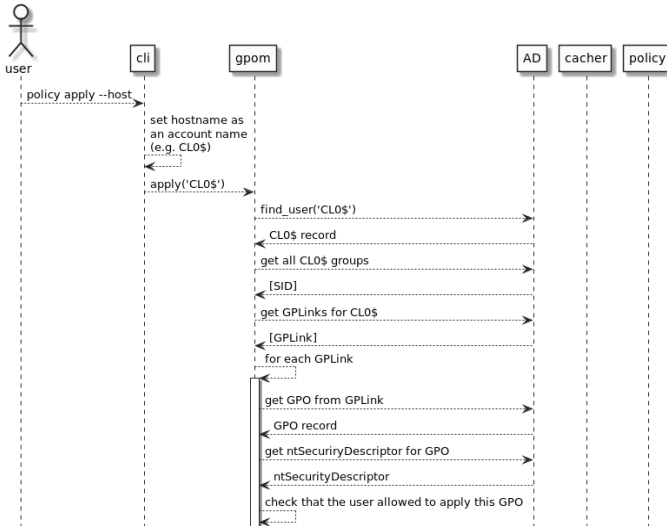 user
cli
gpom
AD
cacher
policy
policy apply --host
set hostname as
an account name
(e.g. CL0$)
apply('CL0$')
find_user('CL0$')
CL0$ record
get all CL0$ groups
[SID]
get GPLinks for CL0$
[GPLink]
for each GPLink
get GPO from GPLink
GPO record
get ntSecuriryDescriptor for GPO
ntSecurityDescriptor
check that the user allowed to apply this GPO